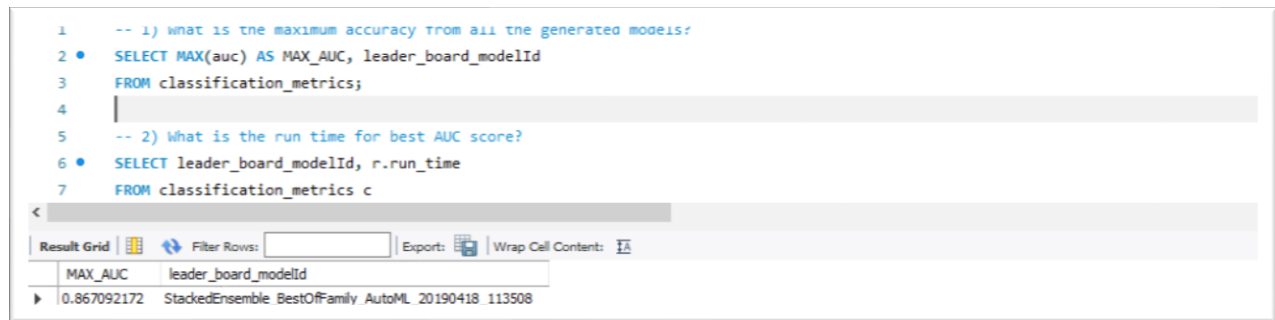 1 -- 1) What is the maximum accuracy from all the generated models?
2 SELECT MAX(auc) AS MAX_AUC, leader_board_modelId
3 FROM classification_metrics;
4
5 -- 2) What is the run time for best AUC score?
6 SELECT leader_board_modelId, r.run_time
7 FROM classification_metrics c
Result Grid Filter Rows: Export: Wrap Cell Content: IA
MAX_AUC leader_board_modelId
0.867092172 StackedEnsemble_BestOfFamily_AutoML_20190418_113508